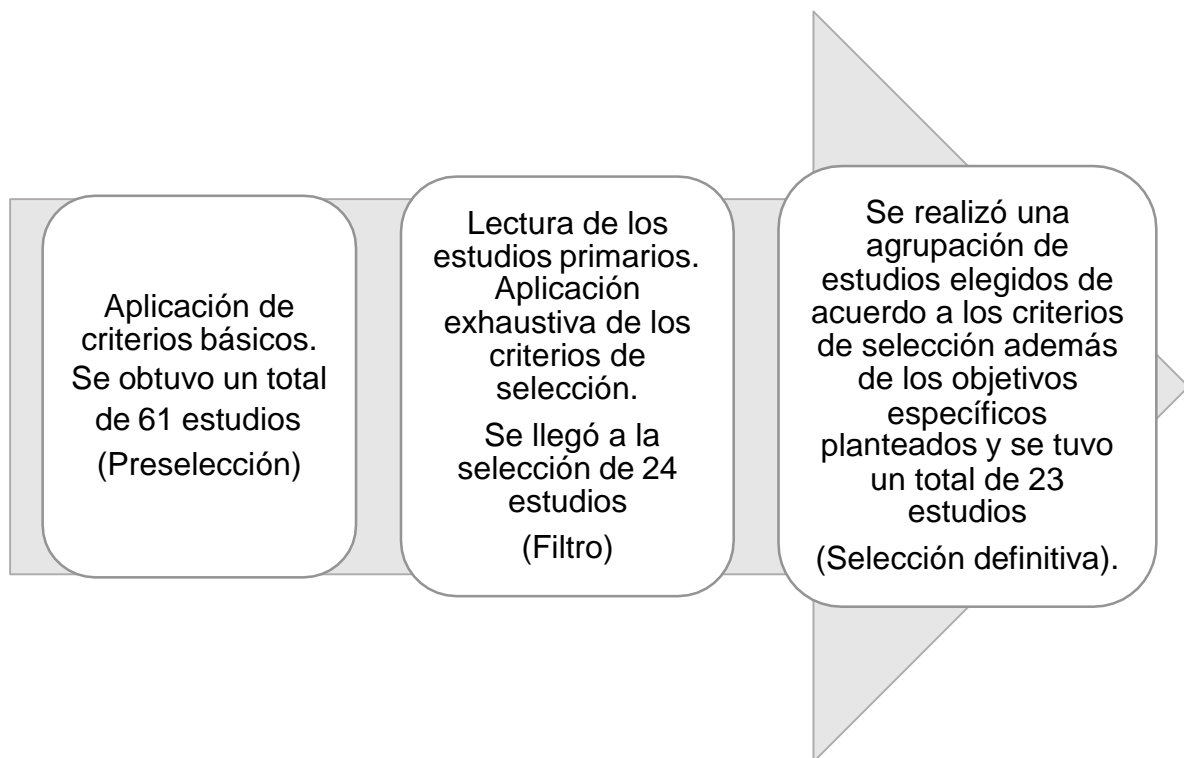 Aplicación de
criterios básicos.
Se obtuvo un total
de 61 estudios
(Preselección)
Lectura de los
estudios primarios.
Aplicación
exhaustiva de los
criterios de
selección.
Se llegó a la
selección de 24
estudios
(Filtro)
Se realizó una
agrupación de
estudios elegidos de
acuerdo a los criterios
de selección además
de los objetivos
específicos
planteados y se tuvo
un total de 23
estudios
(Selección definitiva).